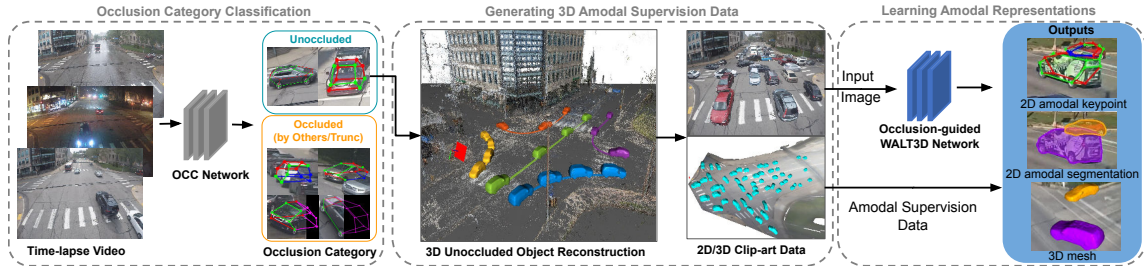 Occlusion Category Classification
Time-lapse Video
OCC Network
Unoccluded
Occluded
(by Others/Trunc)
Occlusion Category
Generating 3D Amodal Supervision Data
3D Unoccluded Object Reconstruction
2D/3D Clip-art Data
Learning Amodal Representations
Input
Image
Occlusion-guided
WALT3D Network
Amodal Supervision
Data
Outputs
2D amodal keypoint
2D amodal segmentation
3D mesh